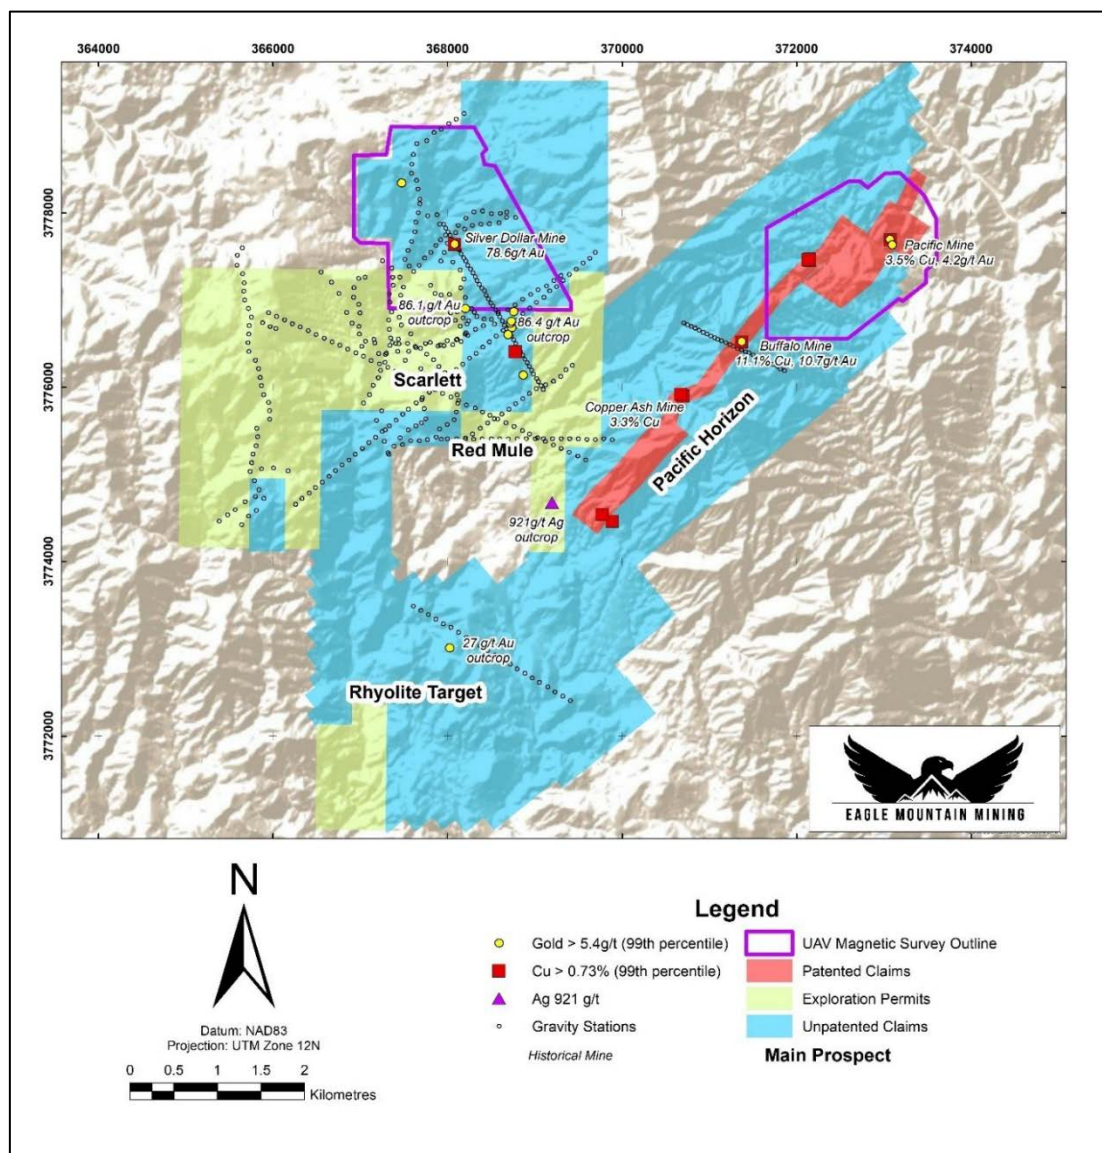 364000
366000
368000
370000
372000
374000
3778000
3776000
3774000
3772000
Silver Dollar Mine
78.6g/t Au
Pacific Mine
3.5% Cu, 4.2g/t Au
86.1 g/t Au
outcrop
86.4 g/t Au
outcrop
Buffalo Mine
11.1% Cu, 10.7g/t Au
Scarlett
Copper Ash Mine
3.3% Cu
Pacific Horizon
Red Mule
921g/t Ag
outcrop
27 g/t Au
outcrop
Rhyolite Target
EAGLE MOUNTAIN MINING
N
Datum: NAD83
Projection: UTM Zone 12N
0 0.5 1 1.5 2
Kilometres
Legend
Gold > 5.4g/t (99th percentile)
Cu > 0.73% (99th percentile)
Ag 921 g/t
Gravity Stations
Historical Mine
UAV Magnetic Survey Outline
Patented Claims
Exploration Permits
Unpatented Claims
Main Prospect